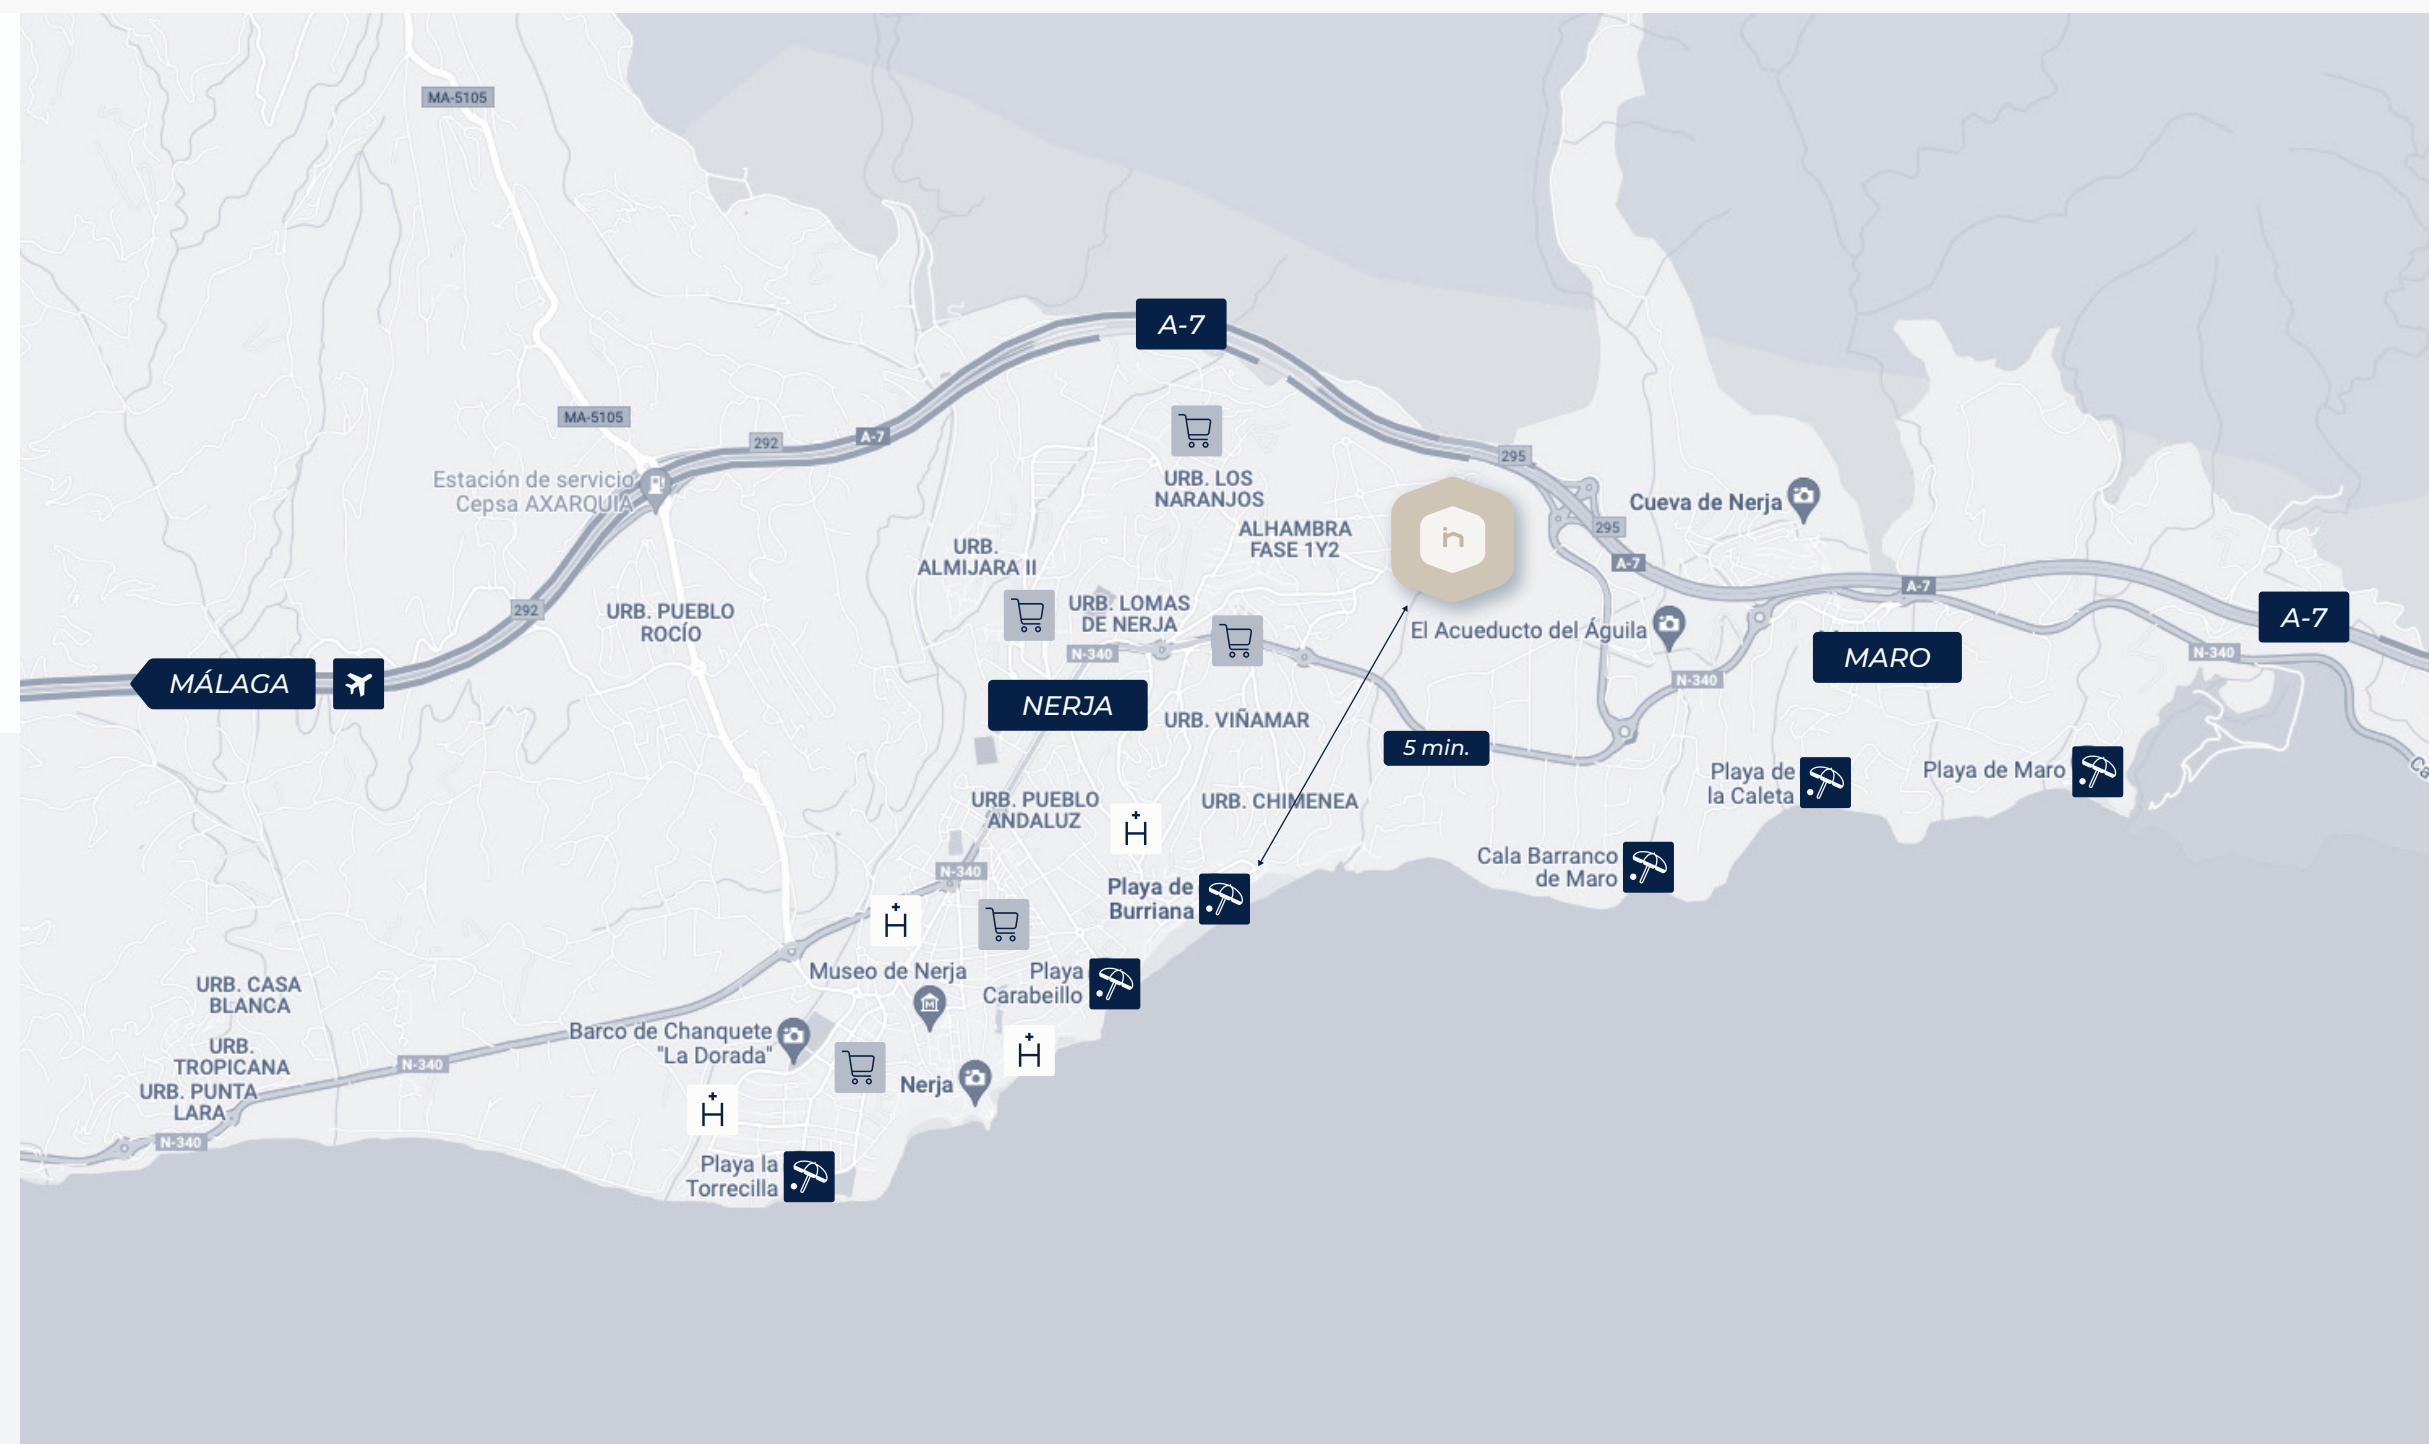 MA-5105
A-7
MA-5105
292
A-7
295
Estación de servicio
Cepsa AXARQUIA
URB. LOS
NARANJOS
Cueva de Nerja
ALHAMBRA
FASE 1Y2
in
295
URB.
ALMIJARA II
A-7
A-7
292
URB. PUEBLO
ROCÍO
URB. LOMAS
DE NERJA
El Acueducto del Águila
A-7
N-340
MARO
N-340
MÁLAGA
N-340
NERJA
URB. VIÑAMAR
5 min.
Playa de
la Caleta
Playa de Maro
URB. PUEBLO
ANDALUZ
URB. CHIMENEA
H
Cala Barranco
de Maro
N-340
Playa de
Burriana
H
Museo de Nerja
Playa
Carabeillo
URB. CASA
BLANCA
M
Barco de Chanquete
"La Dorada"
URB.
TROPICANA
H
N-340
Nerja
URB. PUNTA
LARA
H
N-340
Playa la
Torrecilla